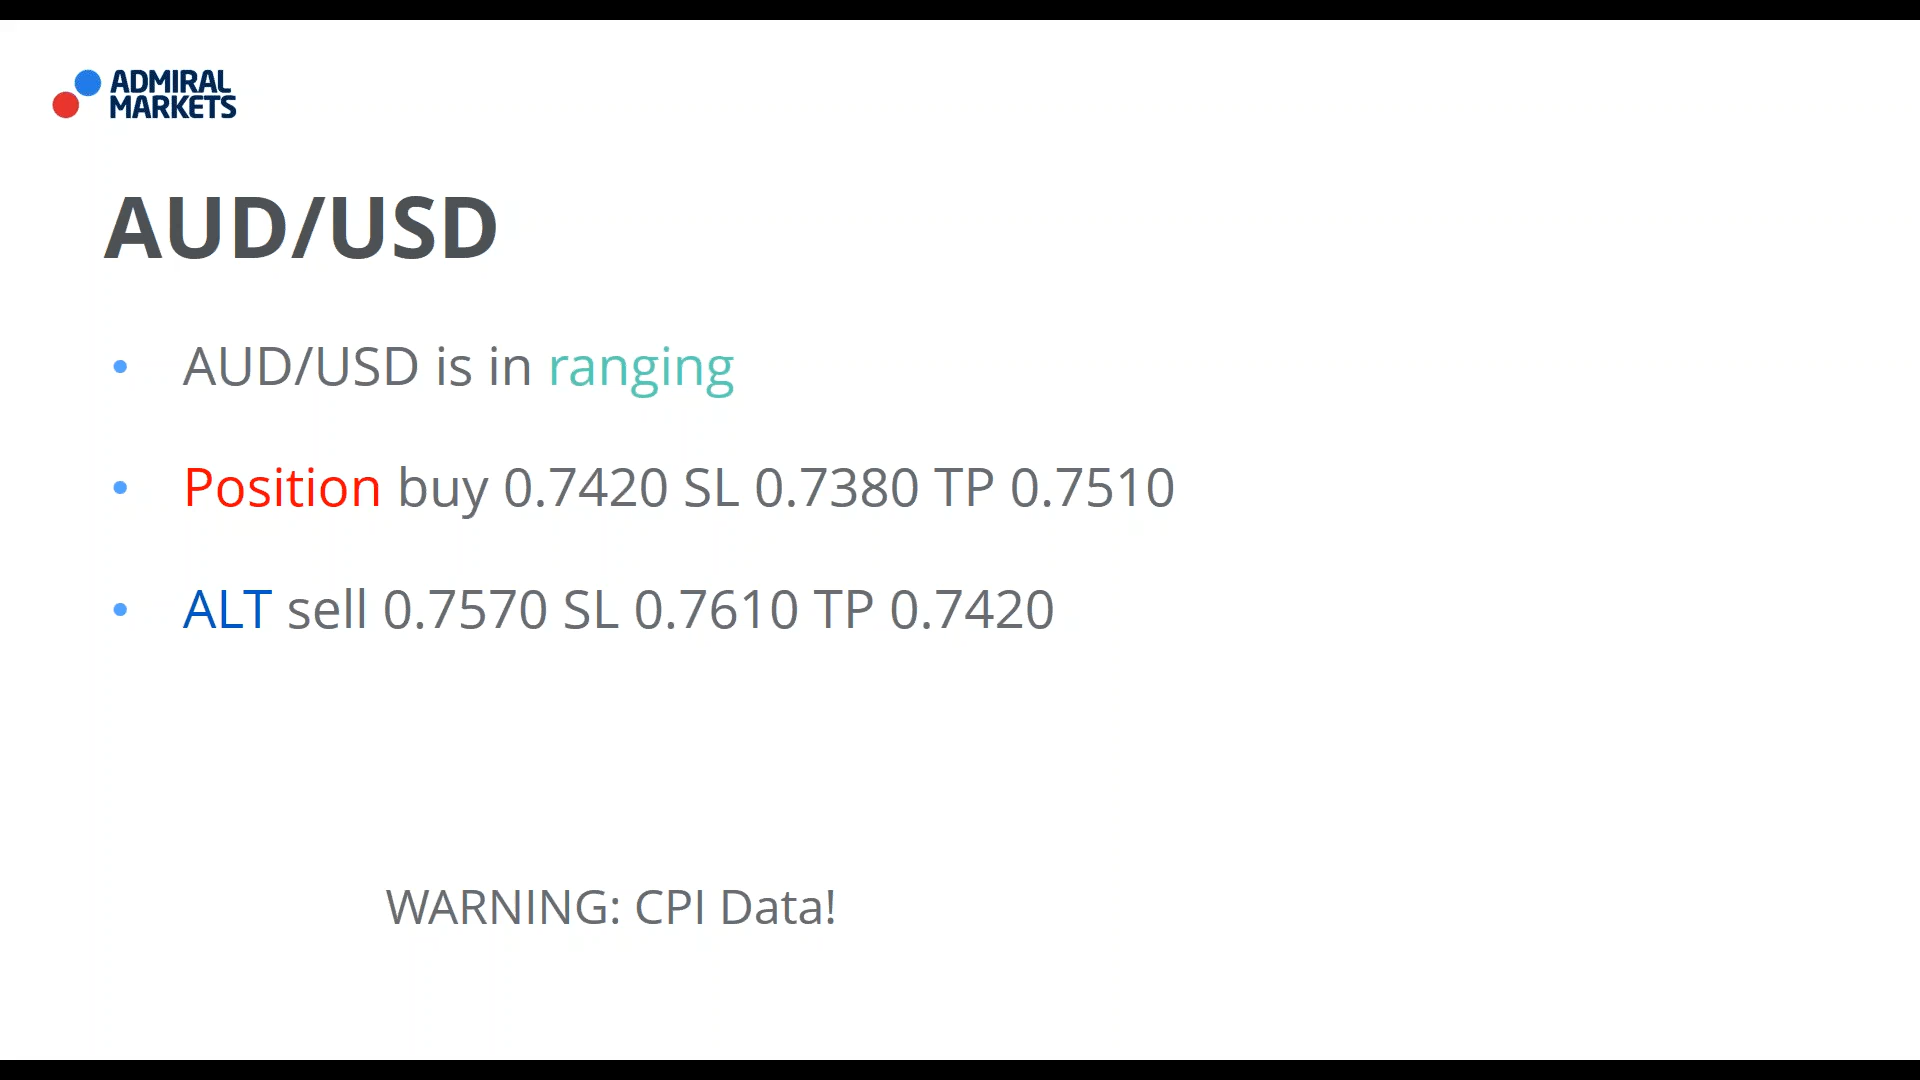 ADMIRAL
MARKETS
AUD/USD
• AUD/USD is in ranging
• Position buy 0.7420 SL 0.7380 TP 0.7510
• ALT sell 0.7570 SL 0.7610 TP 0.7420
WARNING: CPI Data!